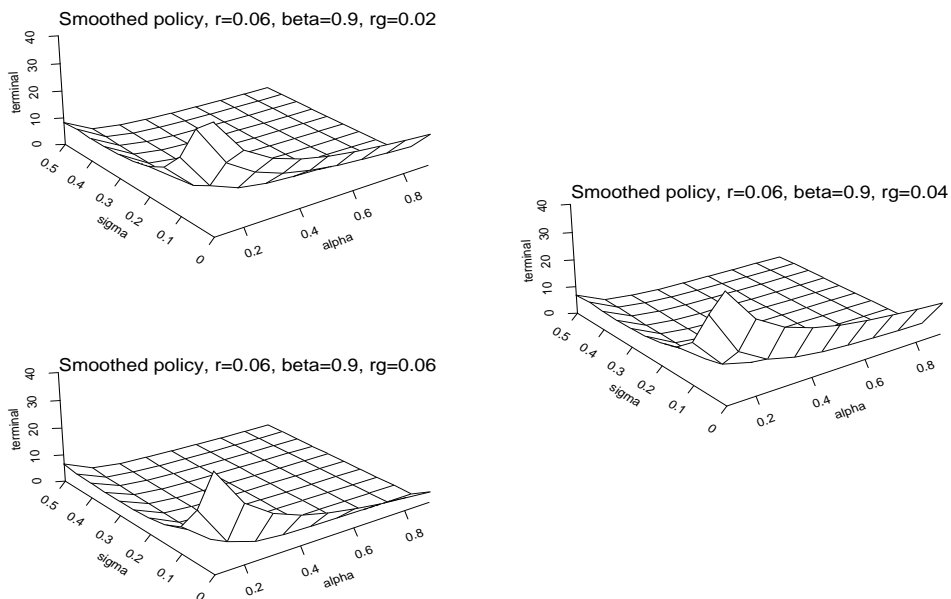 Smoothed policy, r=0.06, beta=0.9, rg=0.02
terminal
0 10 20 30 40
sigma
0.5 0.4 0.3 0.2 0.1 0
alpha
0.2 0.4 0.6 0.8
Smoothed policy, r=0.06, beta=0.9, rg=0.04
terminal
0 10 20 30 40
sigma
0.5 0.4 0.3 0.2 0.1 0
alpha
0.2 0.4 0.6 0.8
Smoothed policy, r=0.06, beta=0.9, rg=0.06
terminal
0 10 20 30 40
sigma
0.5 0.4 0.3 0.2 0.1 0
alpha
0.2 0.4 0.6 0.8